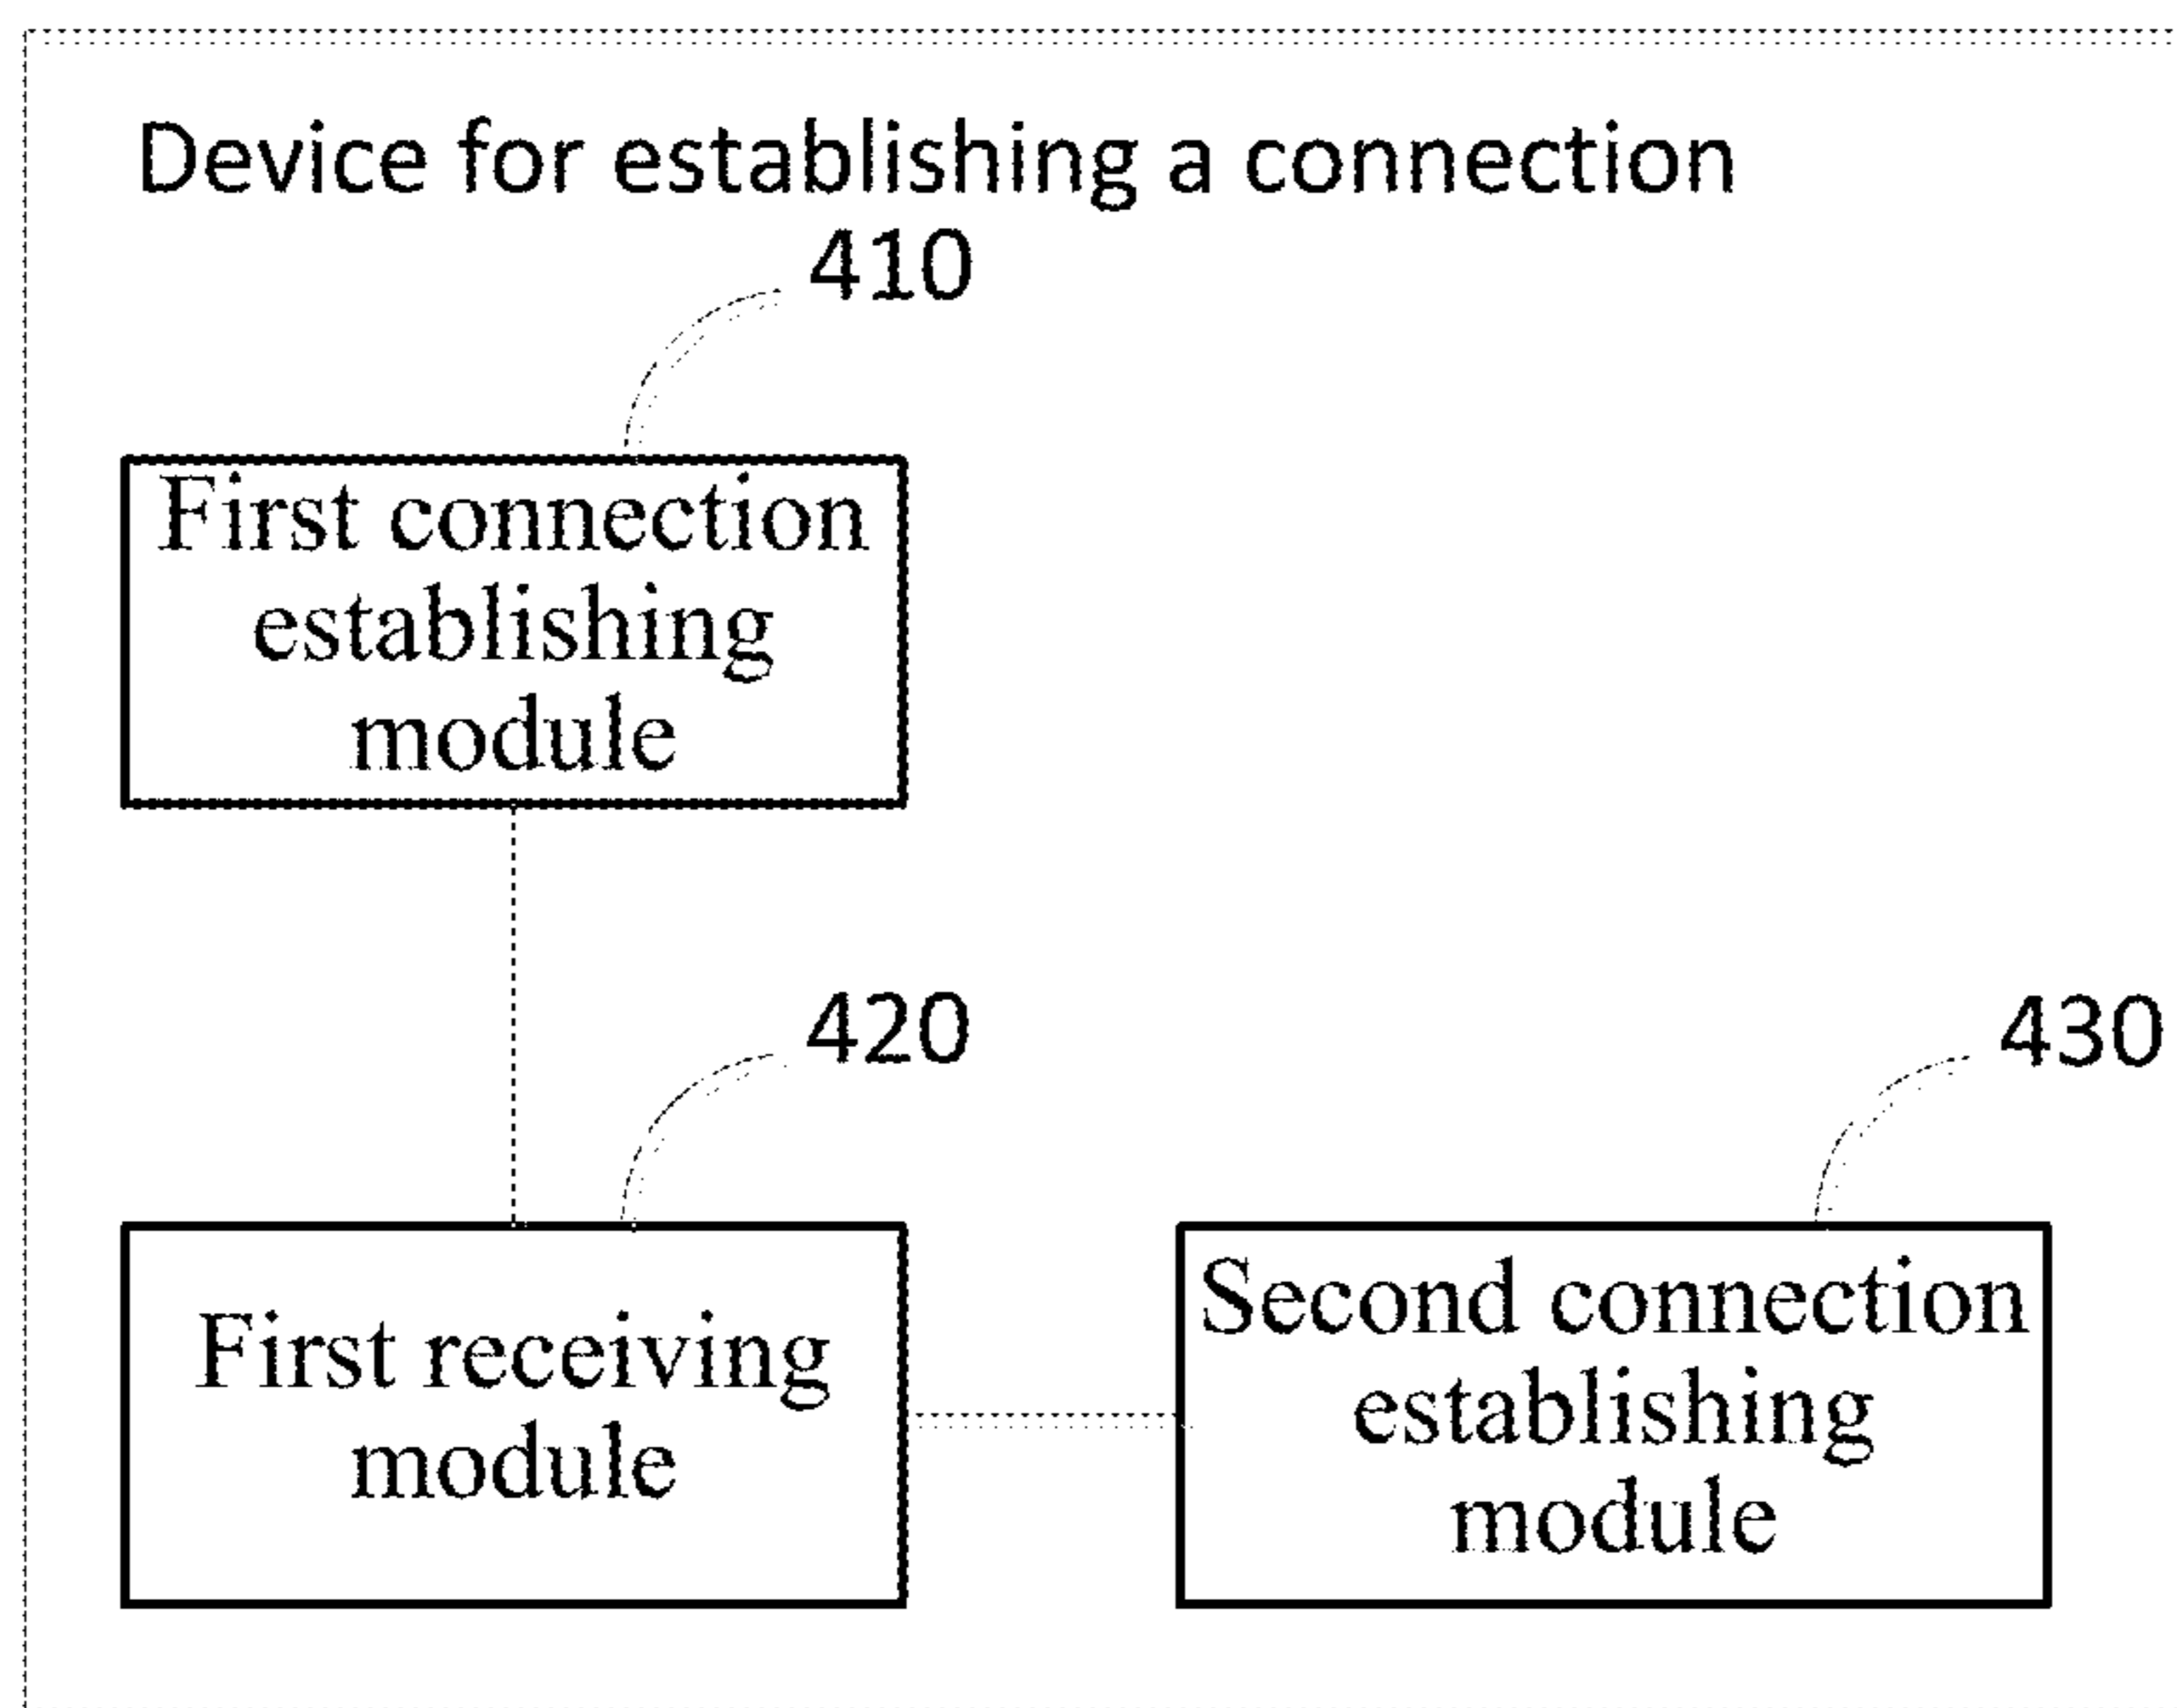 Device for establishing a connection
410
First connection
establishing
module
420
430
First receiving
module
Second connection
establishing
module